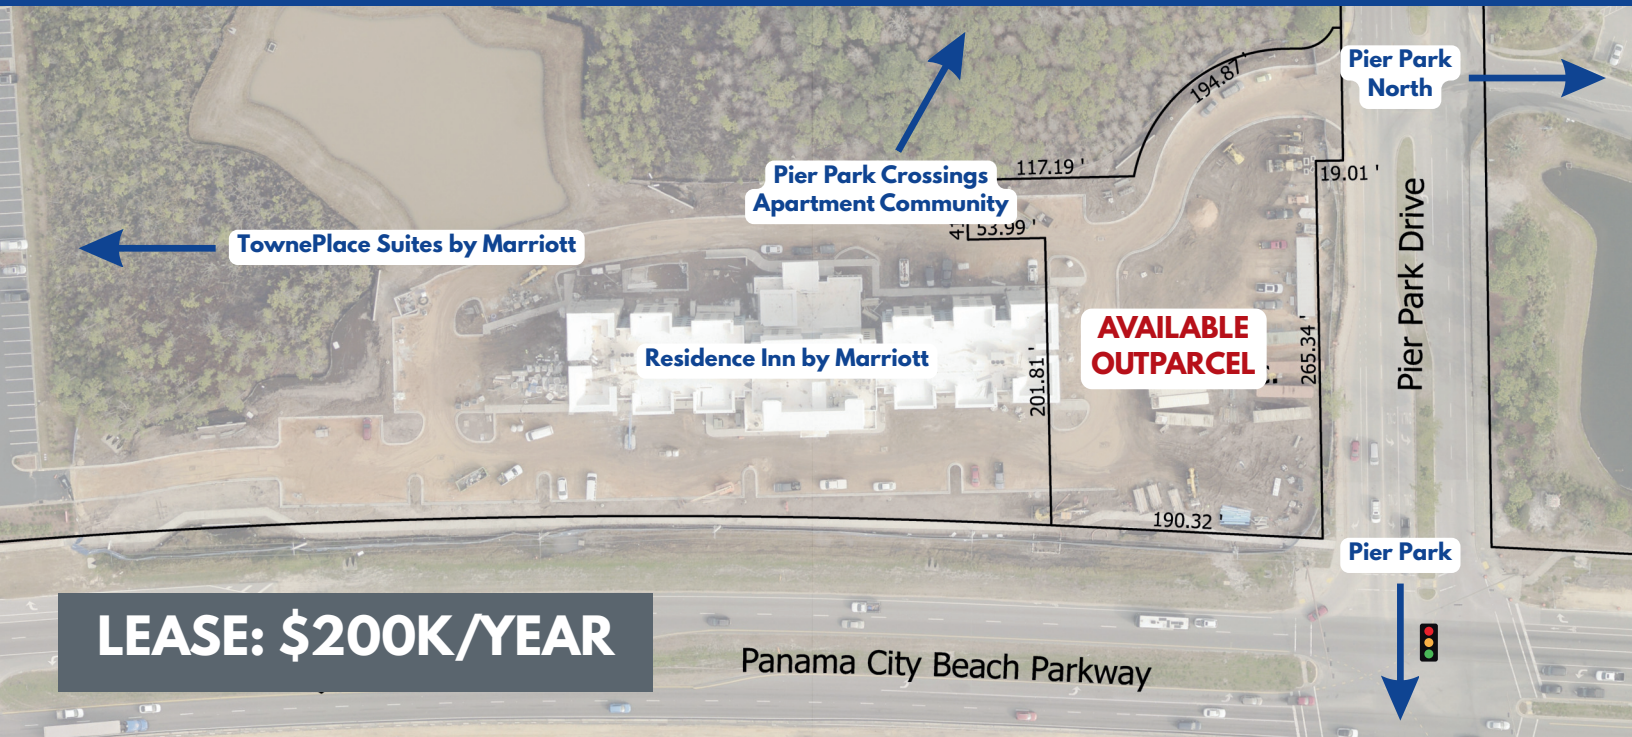 194.87'
Pier Park
North
117.19 '
19.01 '
Pier Park Crossings
Apartment Community
53.99 '
TownePlace Suites by Marriott
Pier Park Drive
AVAILABLE
OUTPARCEL
Residence Inn by Marriott
201.81 '
265.34 '
190.32 '
Pier Park
LEASE: $200K/YEAR
Panama City Beach Parkway